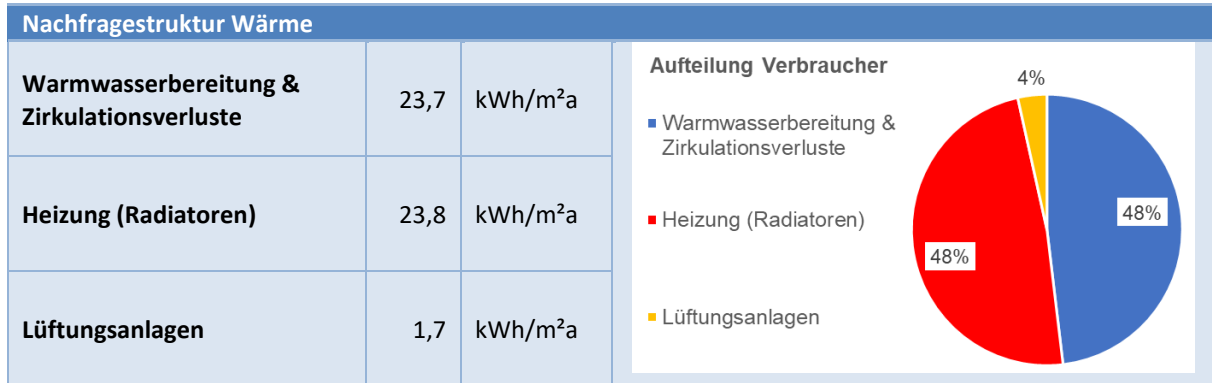 Nachfragestruktur Wärme
Warmwasserbereitung &
Zirkulationsverluste
23,7
kWh/m²a
Heizung (Radiatoren)
23,8
kWh/m²a
Lüftungsanlagen
1,7
kWh/m²a
Aufteilung Verbraucher
Warmwasserbereitung &
Zirkulationsverluste
Heizung (Radiatoren)
Lüftungsanlagen
4%
48%
48%